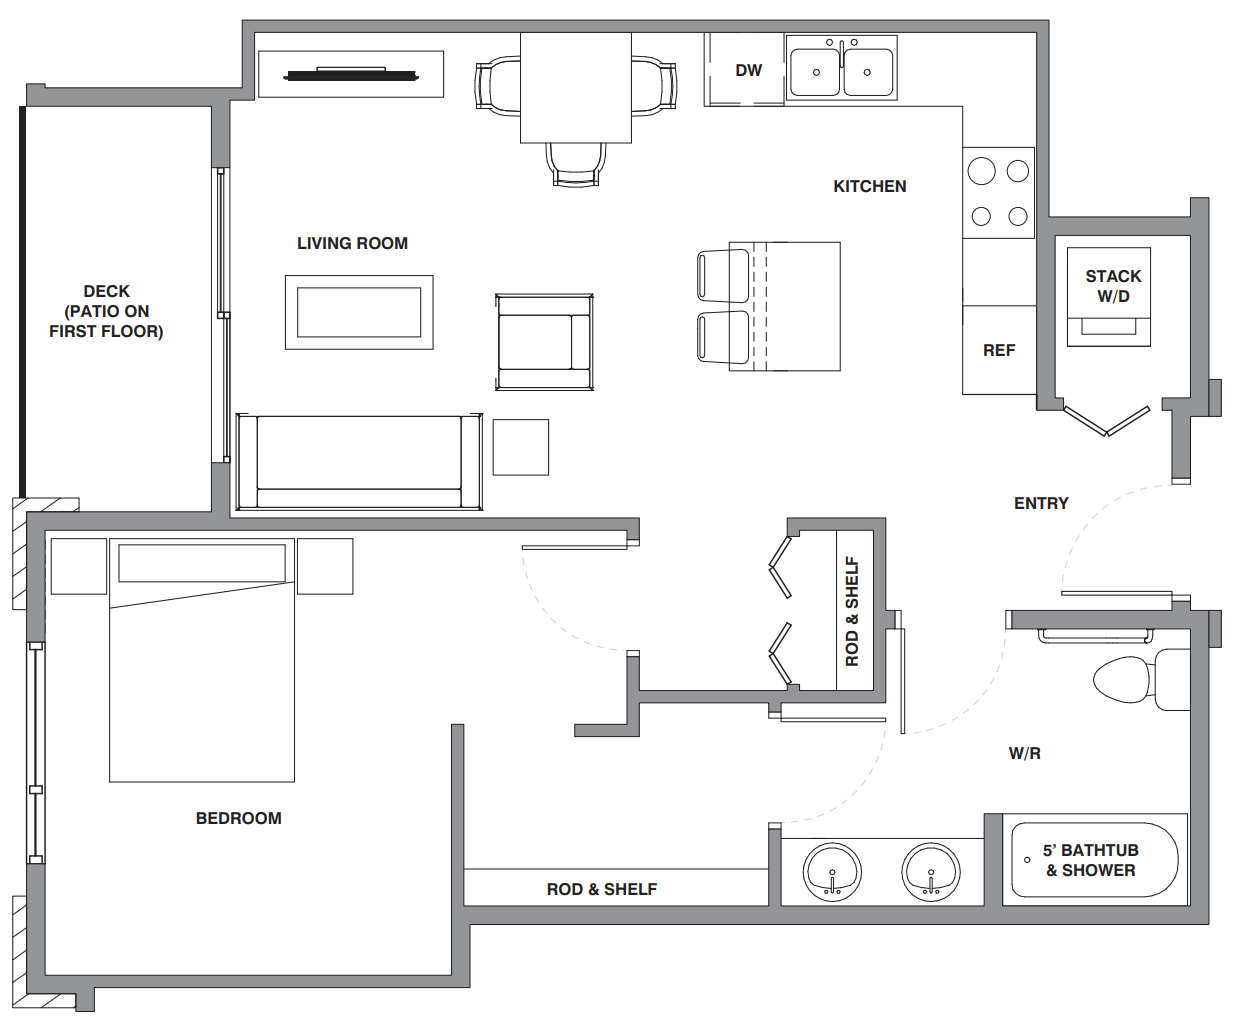 DW
KITCHEN
LIVING ROOM
STACK
W/D
DECK
(PATIO ON
FIRST FLOOR)
REF
ENTRY
ROD & SHELF
W/R
BEDROOM
5’ BATHTUB
& SHOWER
ROD & SHELF